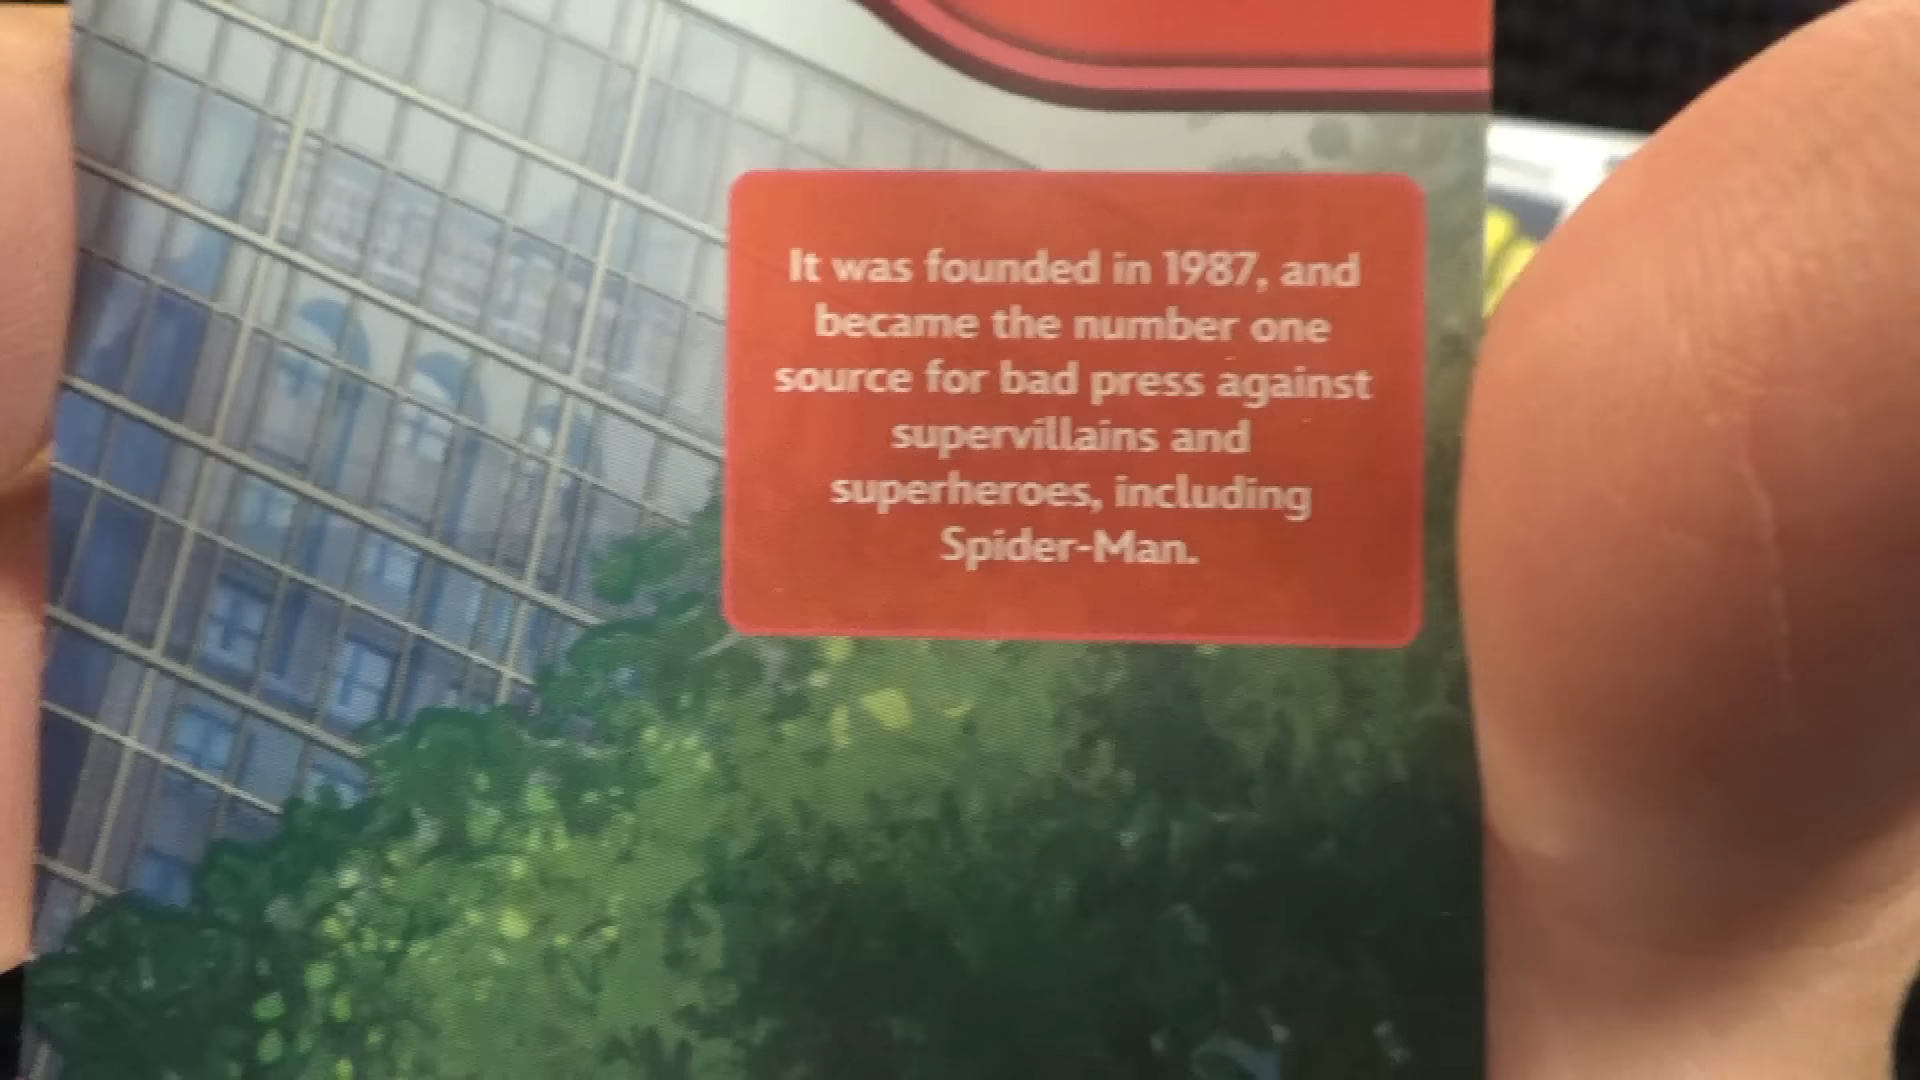 It was founded in 1987, and
became the number one
source for bad press against
supervillains and
superheroes, including
Spider-Man.